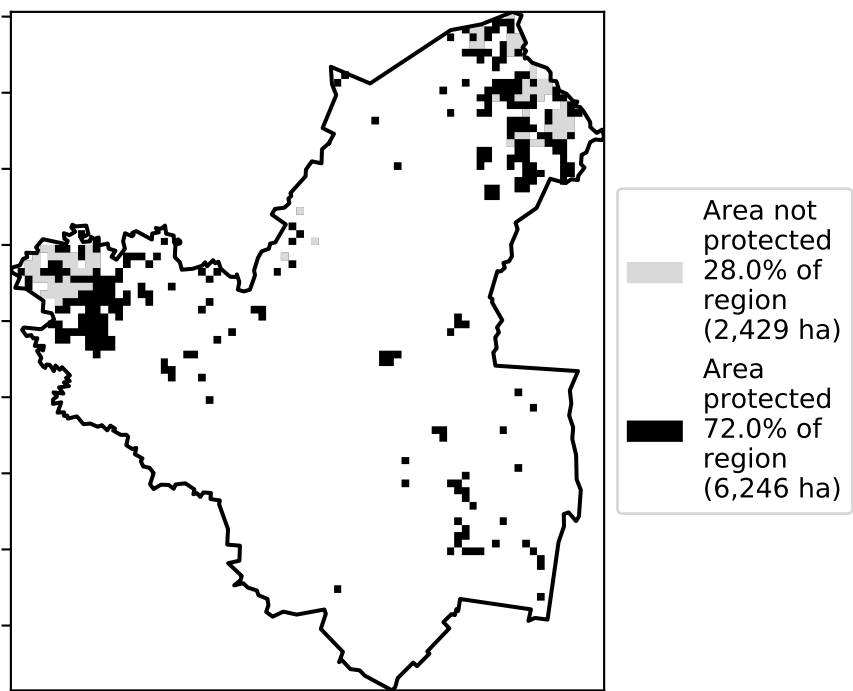 Area not
protected
28.0% of
region
(2,429 ha)
Area
protected
72.0% of
region
(6,246 ha)